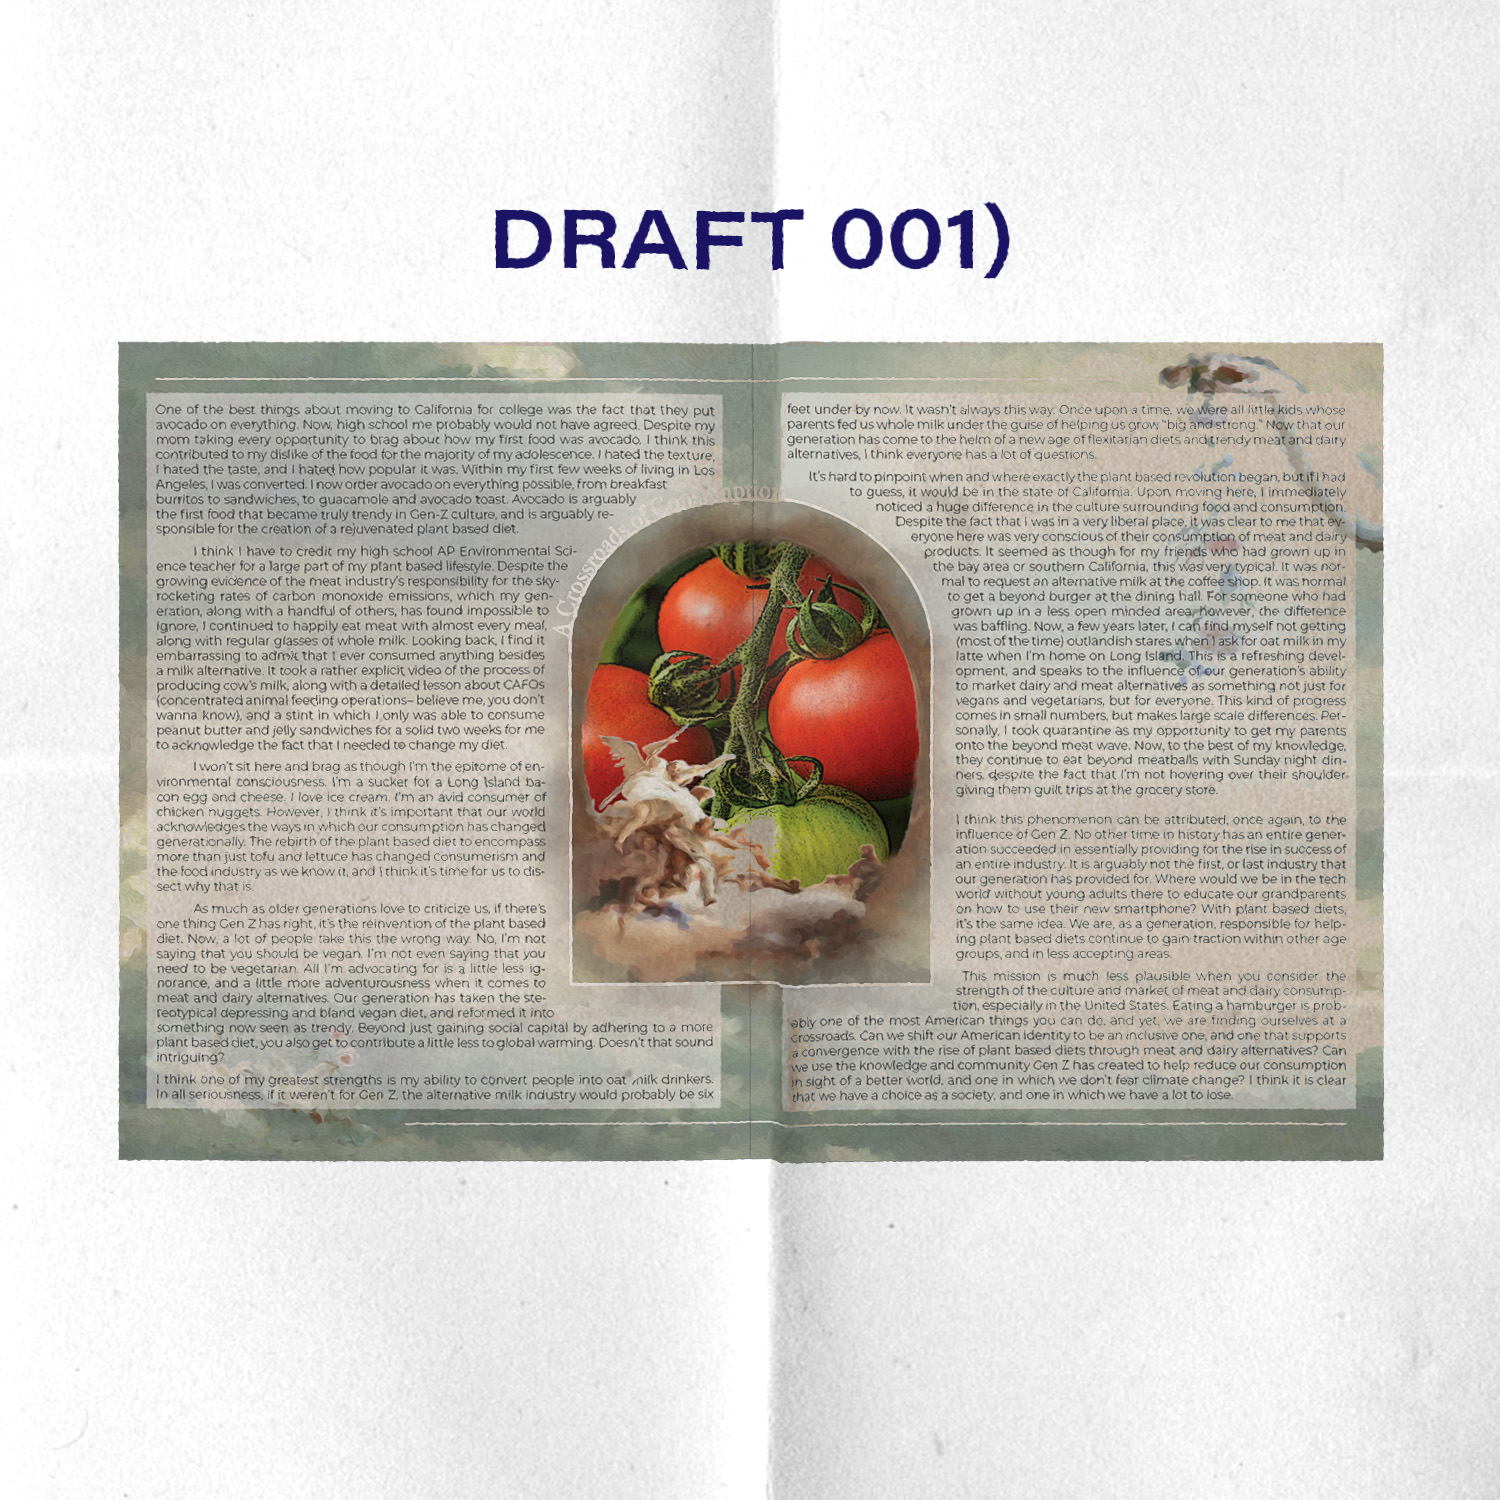 DRAFT 001)
One of the best things about moving to California for college was the fact that they put
avocado on everything. Now, high school me probably would not have agreed. Despite my
mom taking every opportunity to brag about how my first food was avocado, I think this
contributed to my dislike of the food for the majority of my adolescence. I hated the texture,
I hated the taste, and I hated how popular it was. Within my first few weeks of living in Los
Angeles, I was converted. I now order avocado on everything possible, from breakfast
burritos to sandwiches, to guacamole and avocado toast. Avocado is arguably
the first food that became truly trendy in Gen-Z culture, and is arguably re-
sponsible for the creation of a rejuvenated plant based diet.
I think I have to credit my high school AP Environmental Sci-
ence teacher for a large part of my plant based lifestyle. Despite the
growing evidence of the meat industry's responsibility for the sky-
rocketing rates of carbon monoxide emissions, which my gen-
eration, along with a handful of others, has found impossible to
ignore, I continued to happily eat meat with almost every meal,
along with regular glasses of whole milk. Looking back, I find it
embarrassing to admit that I ever consumed anything besides
a milk alternative. It took a rather explicit video of the process of
producing cow's milk, along with a detailed lesson about CAFOs
(concentrated animal feeding operations– believe me, you don't
wanna know), and a stint in which I only was able to consume
peanut butter and jelly sandwiches for a solid two weeks for me
to acknowledge the fact that I needed to change my diet.
I won't sit here and brag as though I'm the epitome of en-
vironmental consciousness. I'm a sucker for a Long Island ba-
con egg and cheese. I love ice cream. I'm an avid consumer of
chicken nuggets. However, I think it's important that our world
acknowledges the ways in which our consumption has changed
generationally. The rebirth of the plant based diet to encompass
more than just tofu and lettuce has changed consumerism and
the food industry as we know it, and I think it's time for us to dis-
sect why that is.
As much as older generations love to criticize us, if there's
one thing Gen Z has right, it's the reinvention of the plant based
diet. Now, a lot of people take this the wrong way. No, I'm not
saying that you should be vegan. I'm not even saying that you
need to be vegetarian. All I'm advocating for is a little less ig-
norance, and a little more adventurousness when it comes to
meat and dairy alternatives. Our generation has taken the ste-
reotypical depressing and bland vegan diet, and reformed it into
something now seen as trendy. Beyond just gaining social capital by adhering to a more
plant based diet, you also get to contribute a little less to global warming. Doesn't that sound
intriguing?
I think one of my greatest strengths is my ability to convert people into oat milk drinkers.
In all seriousness, if it weren't for Gen Z, the alternative milk industry would probably be six
A Crossroads of Consumption
feet under by now. It wasn't always this way. Once upon a time, we were all little kids whose
parents fed us whole milk under the guise of helping us grow "big and strong." Now that our
generation has come to the helm of a new age of flexitarian diets and trendy meat and dairy
alternatives, I think everyone has a lot of questions.
It's hard to pinpoint when and where exactly the plant based revolution began, but if I had
to guess, it would be in the state of California. Upon moving here, I immediately
noticed a huge difference in the culture surrounding food and consumption.
Despite the fact that I was in a very liberal place, it was clear to me that ev-
eryone here was very conscious of their consumption of meat and dairy
products. It seemed as though for my friends who had grown up in
the bay area or southern California, this was very typical. It was nor-
mal to request an alternative milk at the coffee shop. It was normal
to get a beyond burger at the dining hall. For someone who had
grown up in a less open minded area, however, the difference
was baffling. Now, a few years later, I can find myself not getting
(most of the time) outlandish stares when I ask for oat milk in my
latte when I'm home on Long Island. This is a refreshing devel-
opment, and speaks to the influence of our generation's ability
to market dairy and meat alternatives as something not just for
vegans and vegetarians, but for everyone. This kind of progress
comes in small numbers, but makes large scale differences. Per-
sonally, I took quarantine as my opportunity to get my parents
onto the beyond meat wave. Now, to the best of my knowledge,
they continue to eat beyond meatballs with Sunday night din-
ners, despite the fact that I'm not hovering over their shoulder
giving them guilt trips at the grocery store.
I think this phenomenon can be attributed, once again, to the
influence of Gen Z. No other time in history has an entire gener-
ation succeeded in essentially providing for the rise in success of
an entire industry. It is arguably not the first, or last industry that
our generation has provided for. Where would we be in the tech
world without young adults there to educate our grandparents
on how to use their new smartphone? With plant based diets,
it's the same idea. We are, as a generation, responsible for help-
ing plant based diets continue to gain traction within other age
groups, and in less accepting areas.
This mission is much less plausible when you consider the
strength of the culture and market of meat and dairy consump-
tion, especially in the United States. Eating a hamburger is prob-
ably one of the most American things you can do, and yet, we are finding ourselves at a
crossroads. Can we shift our American identity to be an inclusive one, and one that supports
a convergence with the rise of plant based diets through meat and dairy alternatives? Can
we use the knowledge and community Gen Z has created to help reduce our consumption
in sight of a better world, and one in which we don't fear climate change? I think it is clear
that we have a choice as a society, and one in which we have a lot to lose.